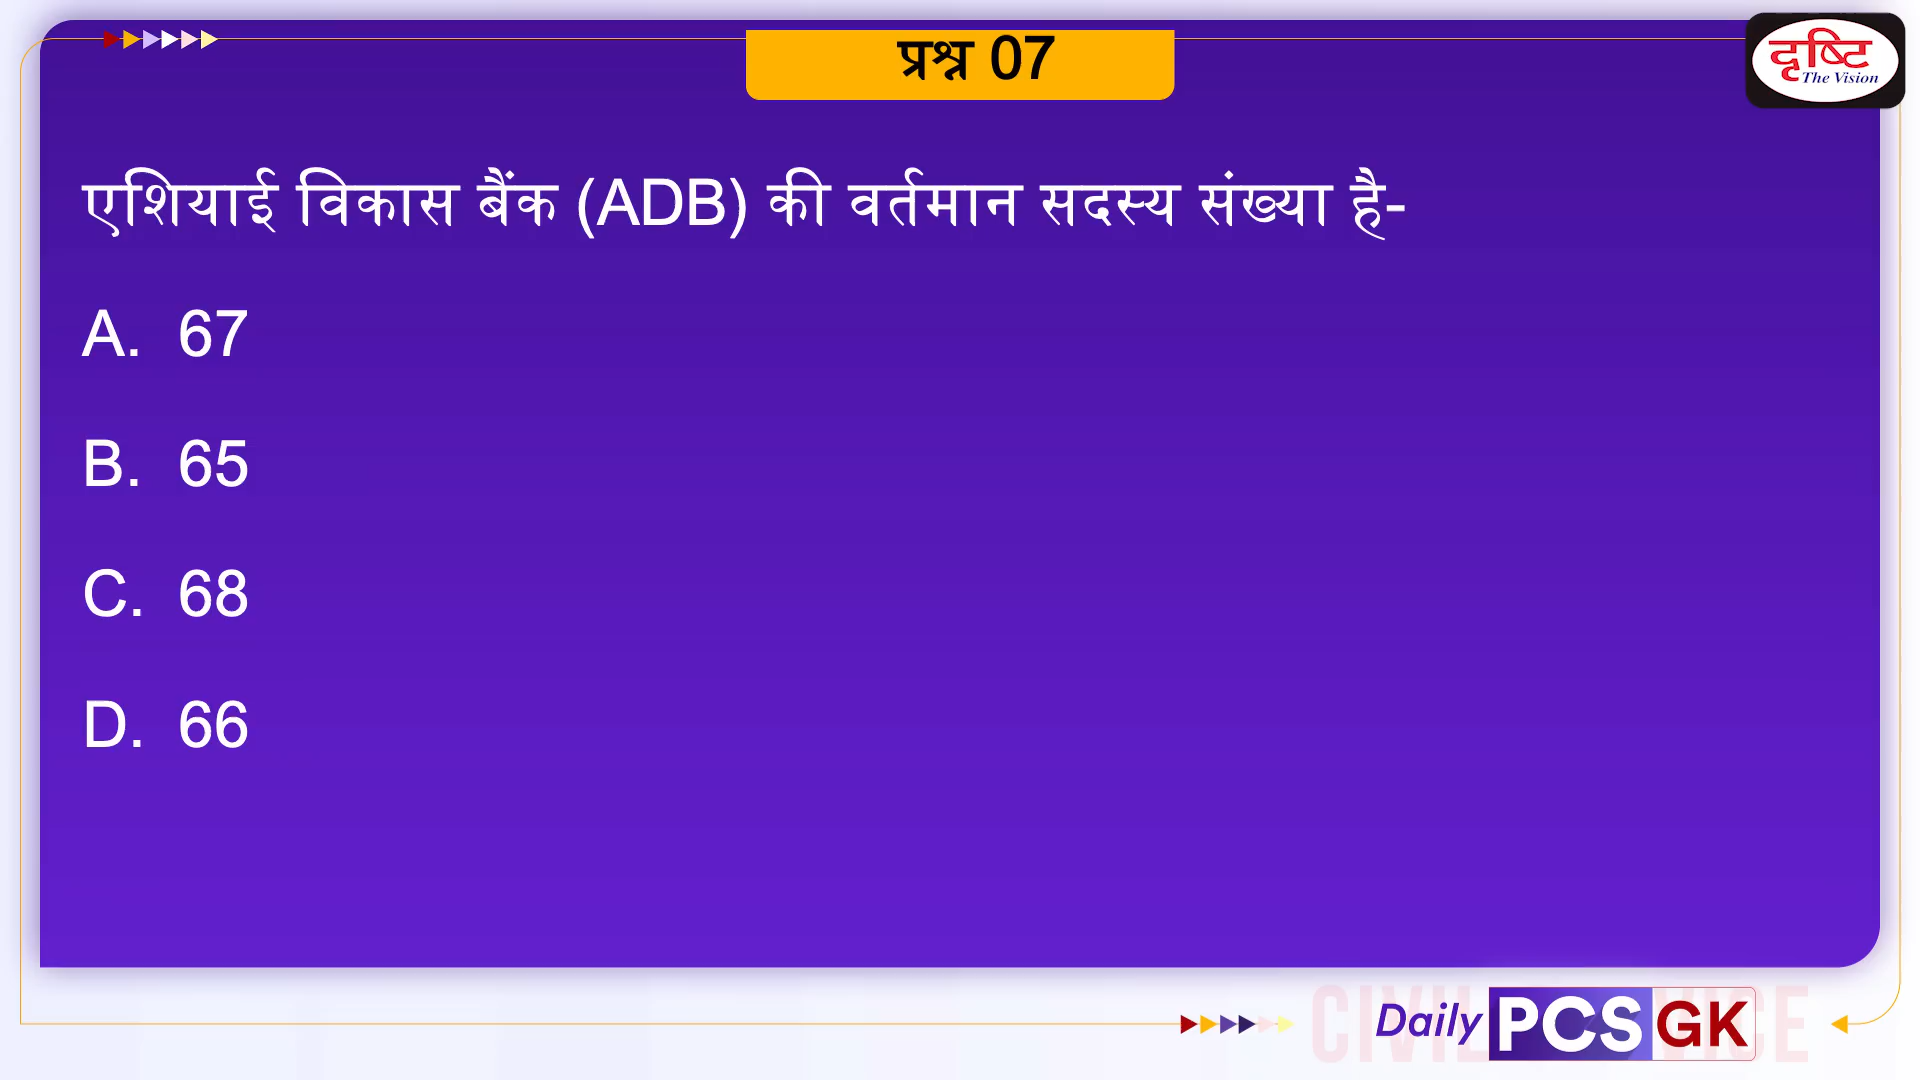 प्रश्न 07
दृष्टि
The Vision
एशियाई विकास बैंक (ADB) की वर्तमान सदस्य संख्या है-
A. 67
B. 65
C. 68
D. 66
Daily PCS GK